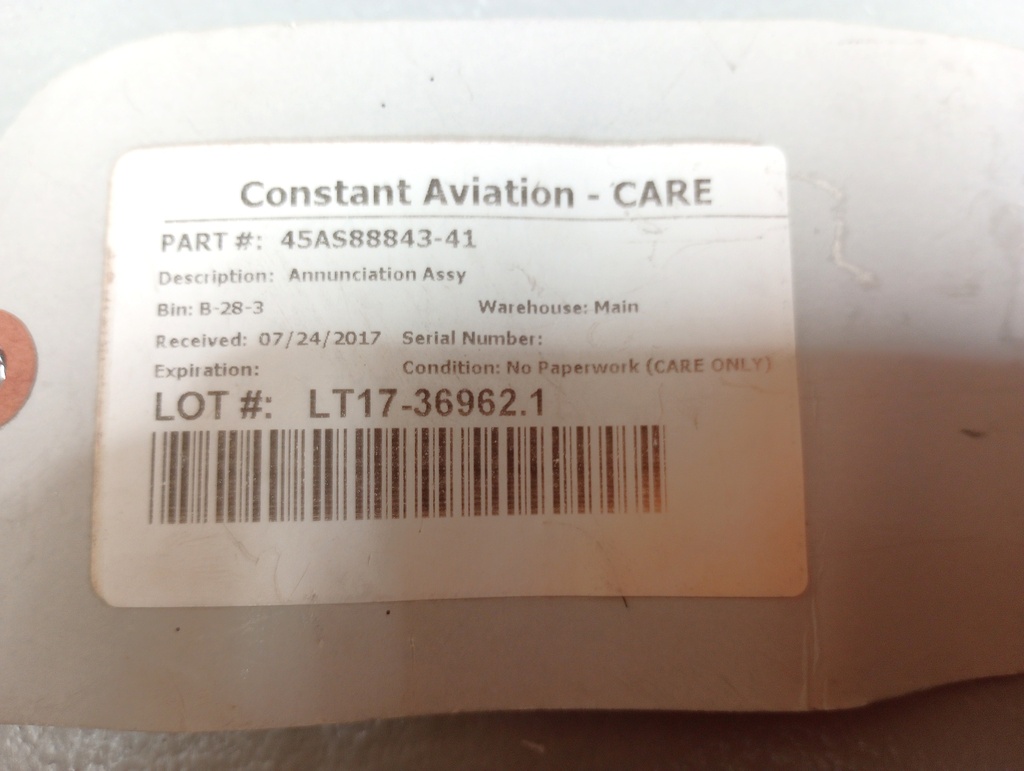 Constant Aviation - CARE
PART #: 45AS88843-41
Description: Annunciation Assy
Bin: B-28-3 Warehouse: Main
Received: 07/24/2017 Serial Number:
Expiration: Condition: No Paperwork (CARE ONLY)
LOT #: LT17-36962.1